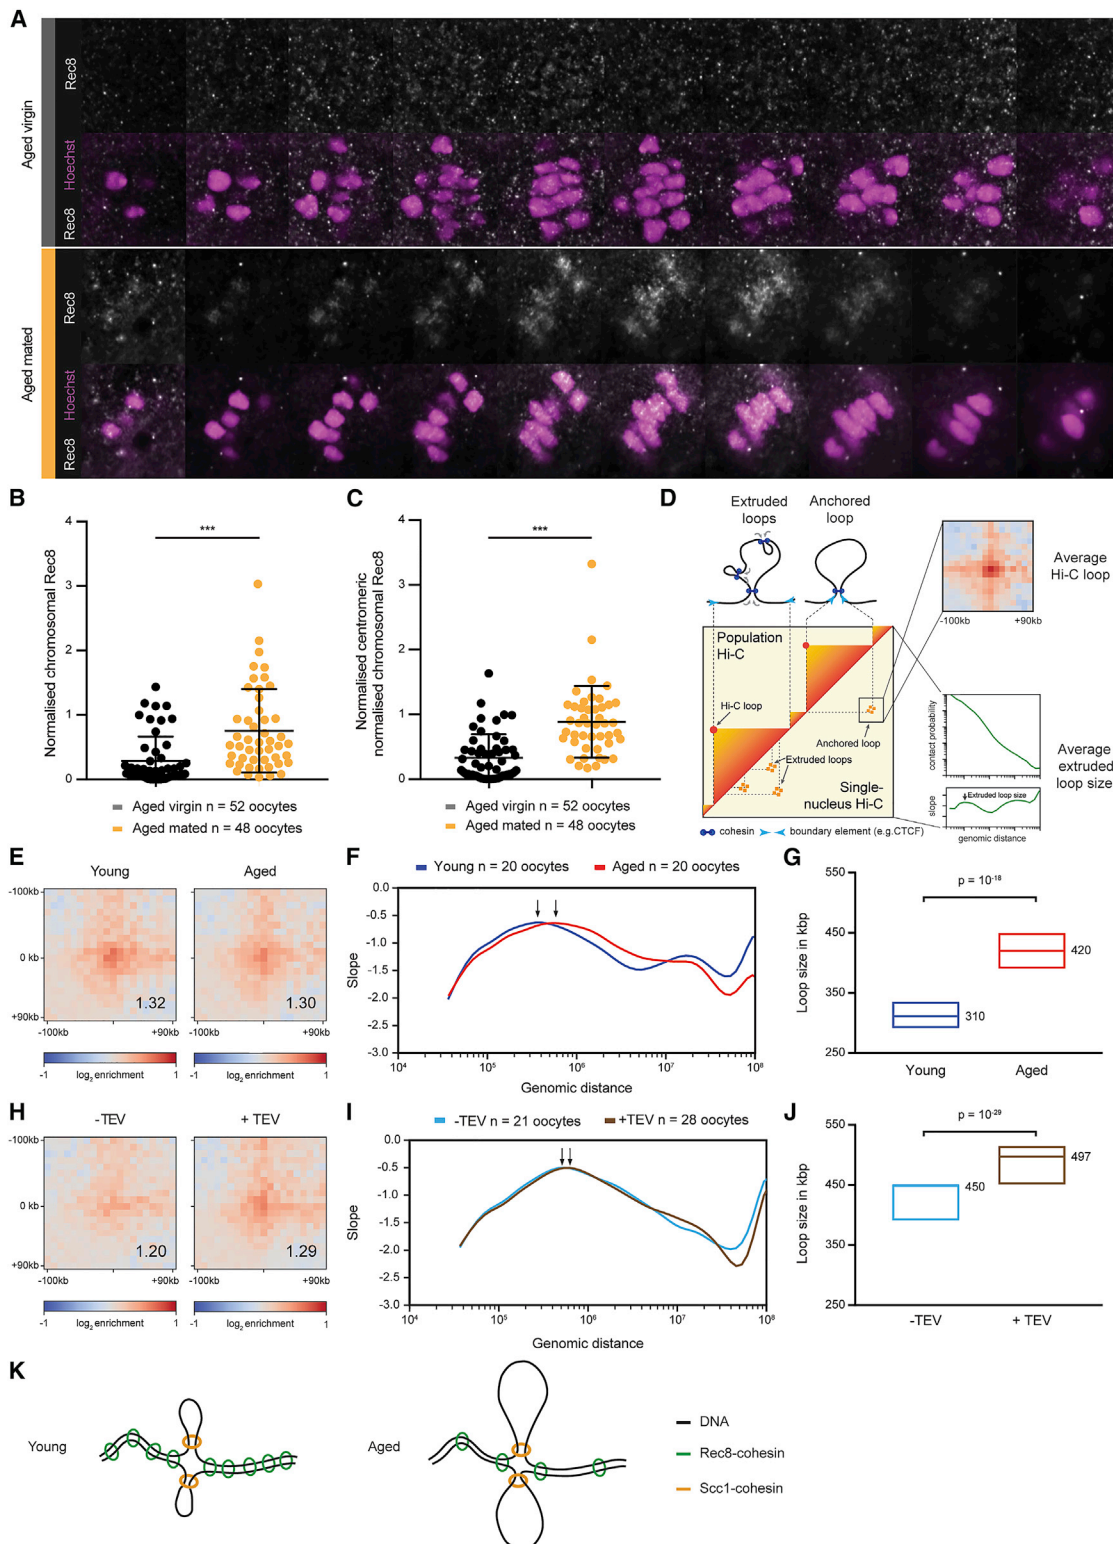 A
Aged virgin
Rec8
Rec8 Hoechst
Aged mated
Rec8
Rec8 Hoechst
B
Normalised chromosomal Rec8
4
3
2
1
0
***
Aged virgin n = 52 oocytes
Aged mated n = 48 oocytes
C
Normalised centromeric
normalised chromosomal Rec8
4
3
2
1
0
***
Aged virgin n = 52 oocytes
Aged mated n = 48 oocytes
D
Extruded
loops
Anchored
loop
Average
Hi-C loop
-100kb
+90kb
Population
Hi-C
Hi-C loop
Anchored loop
Extruded loops
Single-
nucleus Hi-C
contact probability
Average
extruded
loop size
slope
Extruded loop size
genomic distance
cohesin
boundary element (e.g.CTCF)
E
Young
Aged
-100kb
0 kb
+90kb
1.32
1.30
-100kb
+90kb
-100kb
+90kb
-1
log2 enrichment
1
-1
log2 enrichment
1
F
Young n = 20 oocytes
Aged n = 20 oocytes
Slope
0.0
-0.5
-1.0
-1.5
-2.0
-2.5
-3.0
10^4
10^5
10^6
10^7
10^8
Genomic distance
G
p = 10^-18
Loop size in kbp
550
450
350
250
310
420
Young
Aged
H
-TEV
+ TEV
-100kb
0 kb
+90kb
1.20
1.29
-100kb
+90kb
-100kb
+90kb
-1
log2 enrichment
1
-1
log2 enrichment
1
I
-TEV n = 21 oocytes
+TEV n = 28 oocytes
Slope
0.0
-0.5
-1.0
-1.5
-2.0
-2.5
-3.0
10^4
10^5
10^6
10^7
10^8
Genomic distance
J
p = 10^-29
Loop size in kbp
550
450
350
250
450
497
-TEV
+ TEV
K
Young
Aged
DNA
Rec8-cohesin
Scc1-cohesin